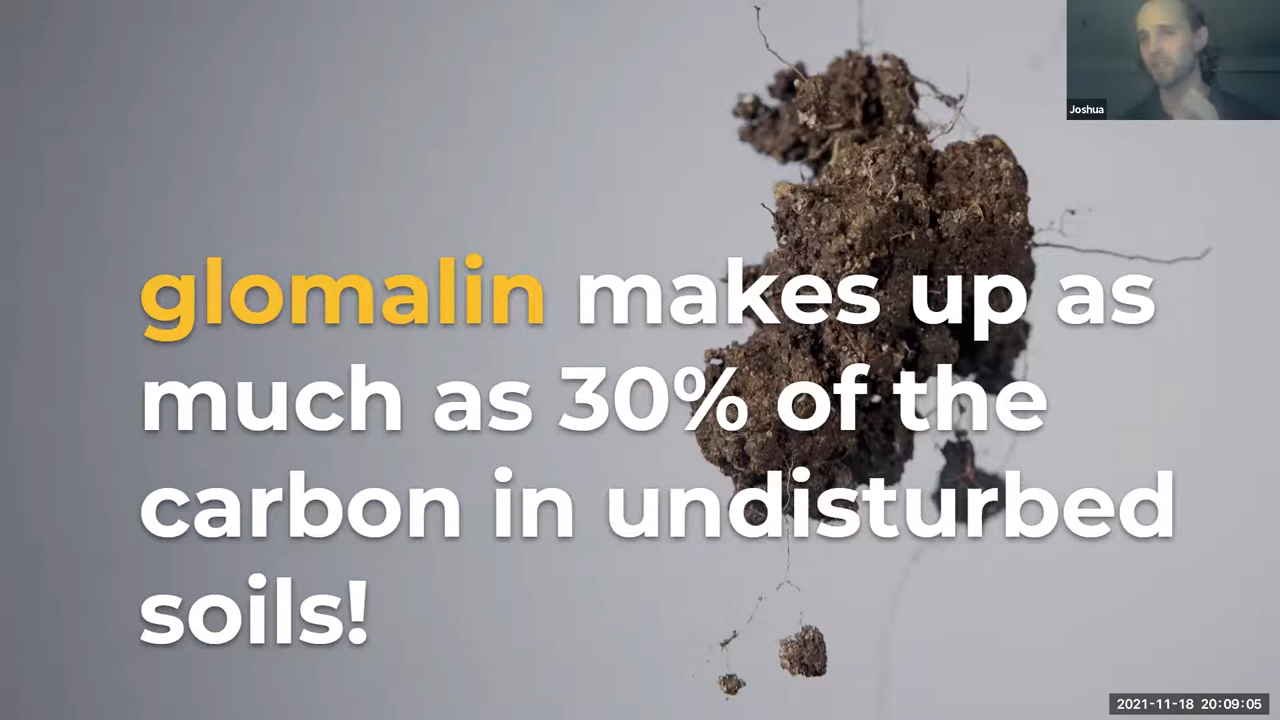 Joshua
glomalin makes up as
much as 30% of the
carbon in undisturbed
soils!
2021-11-18 20:09:05